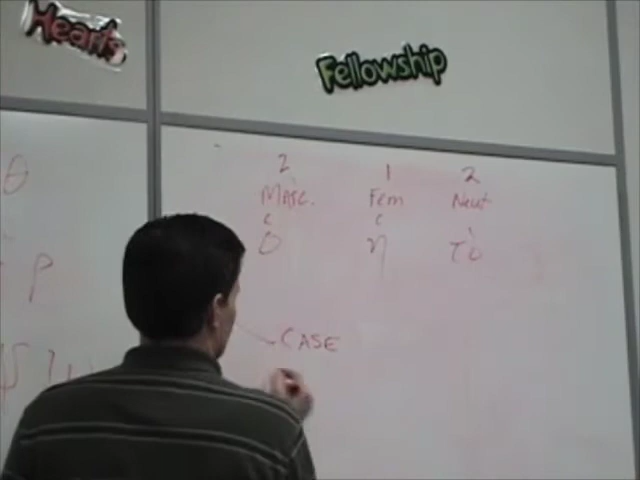 Hearts
Fellowship
2 1 2
Masc. Fem Neut
ὁ ἡ τὸ
CASE
θ
ρ